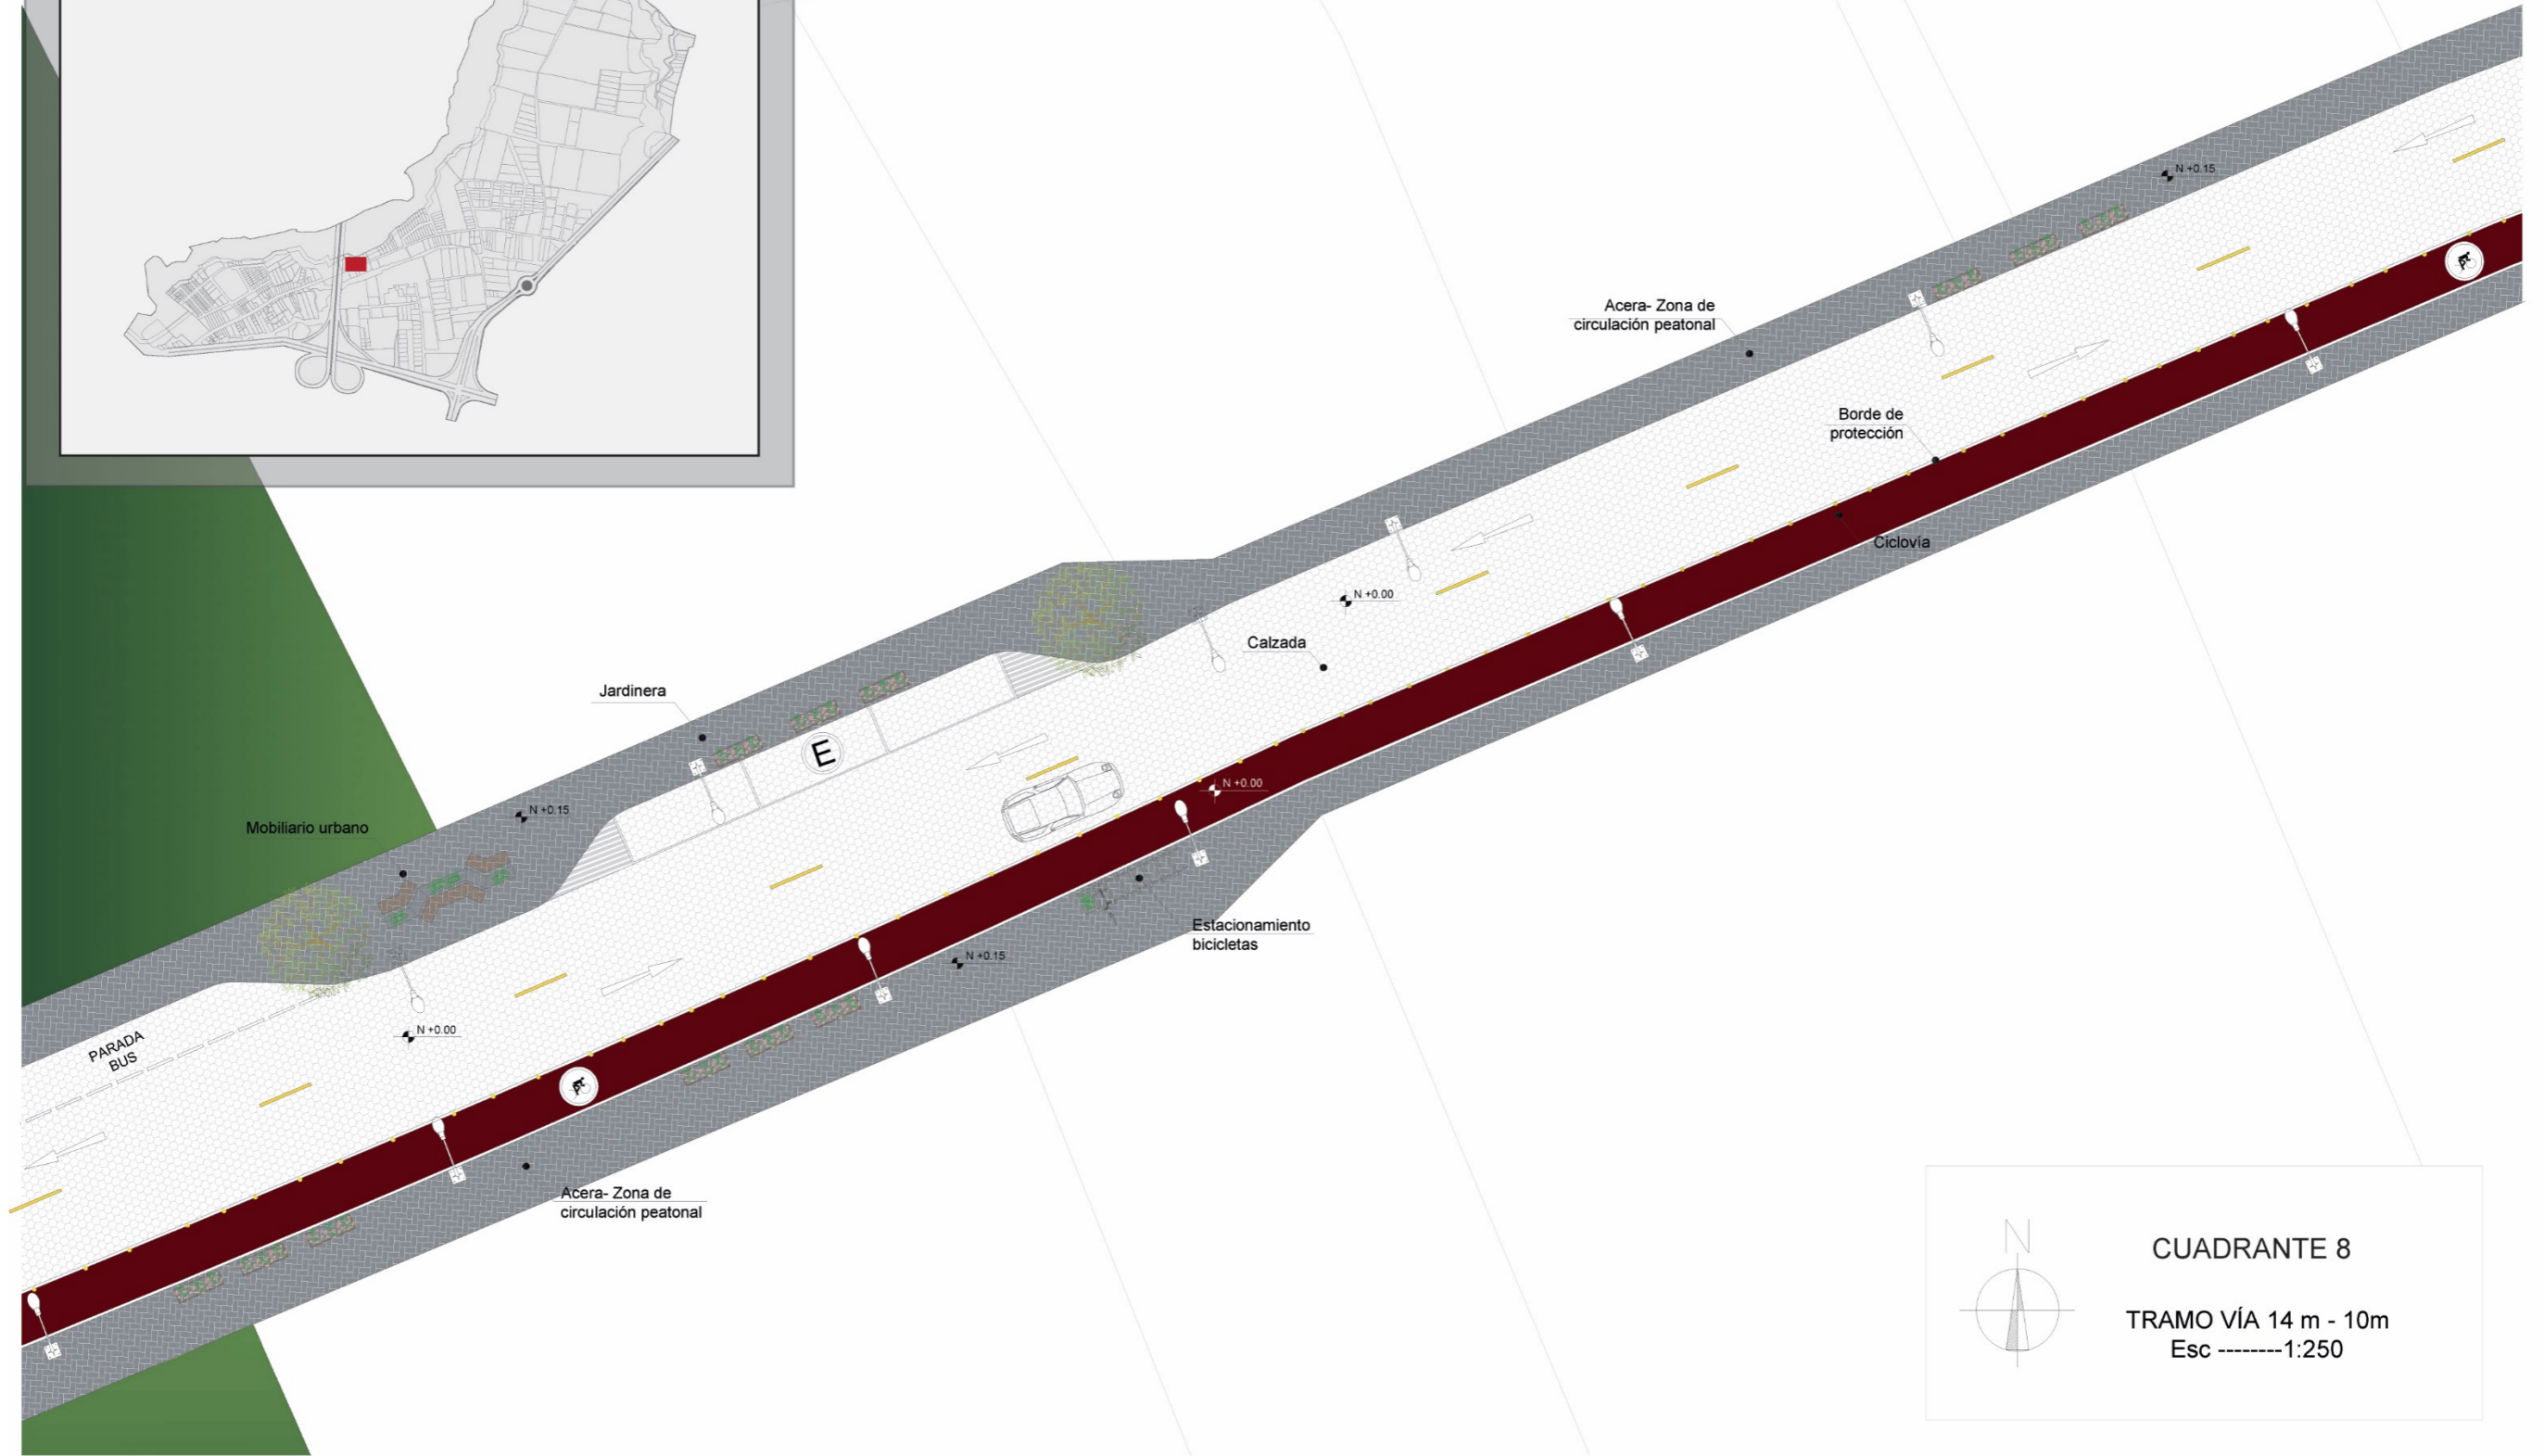 N +0.15
Acera- Zona de
circulación peatonal
Borde de
protección
Ciclovía
N +0.00
Calzada
Jardinera
E
N +0.00
N +0.15
Mobiliario urbano
Estacionamiento
bicicletas
N +0.15
N +0.00
PARADA
BUS
Acera- Zona de
circulación peatonal
N
CUADRANTE 8
TRAMO VÍA 14 m - 10m
Esc --------1:250